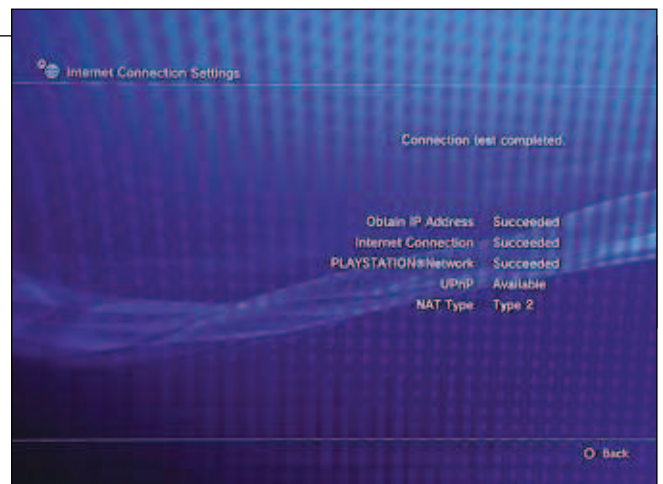 Internet Connection Settings
Connection test completed.
Obtain IP Address Succeeded
Internet Connection Succeeded
PLAYSTATION®Network Succeeded
UPnP Available
NAT Type Type 2
Back